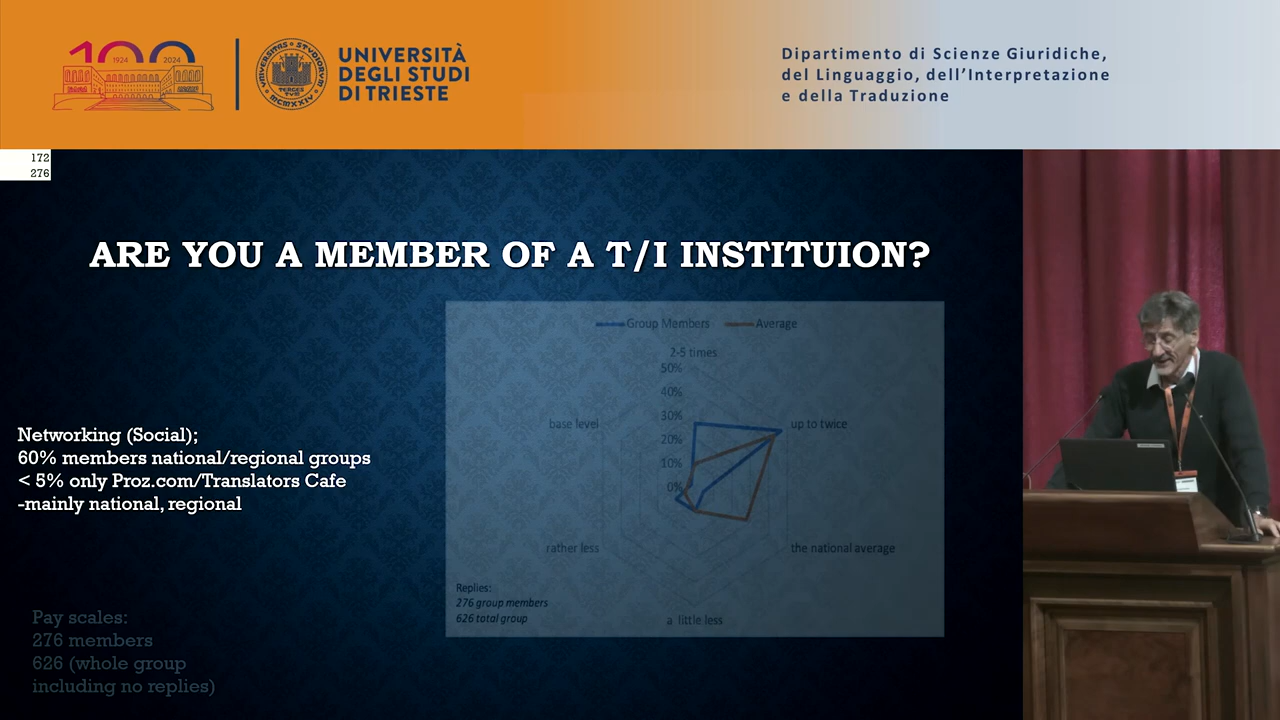 100
1924
2024
UNIVERSITÀ
DEGLI STUDI
DI TRIESTE
Dipartimento di Scienze Giuridiche,
del Linguaggio, dell'Interpretazione
e della Traduzione
172
276
ARE YOU A MEMBER OF A T/I INSTITUION?
Group Members
Average
2-5 times
50%
40%
30%
20%
10%
0%
base level
up to twice
rather less
the national average
a little less
Replies:
276 group members
626 total group
Networking (Social);
60% members national/regional groups
< 5% only Proz.com/Translators Cafe
-mainly national, regional
Pay scales:
276 members
626 (whole group
including no replies)